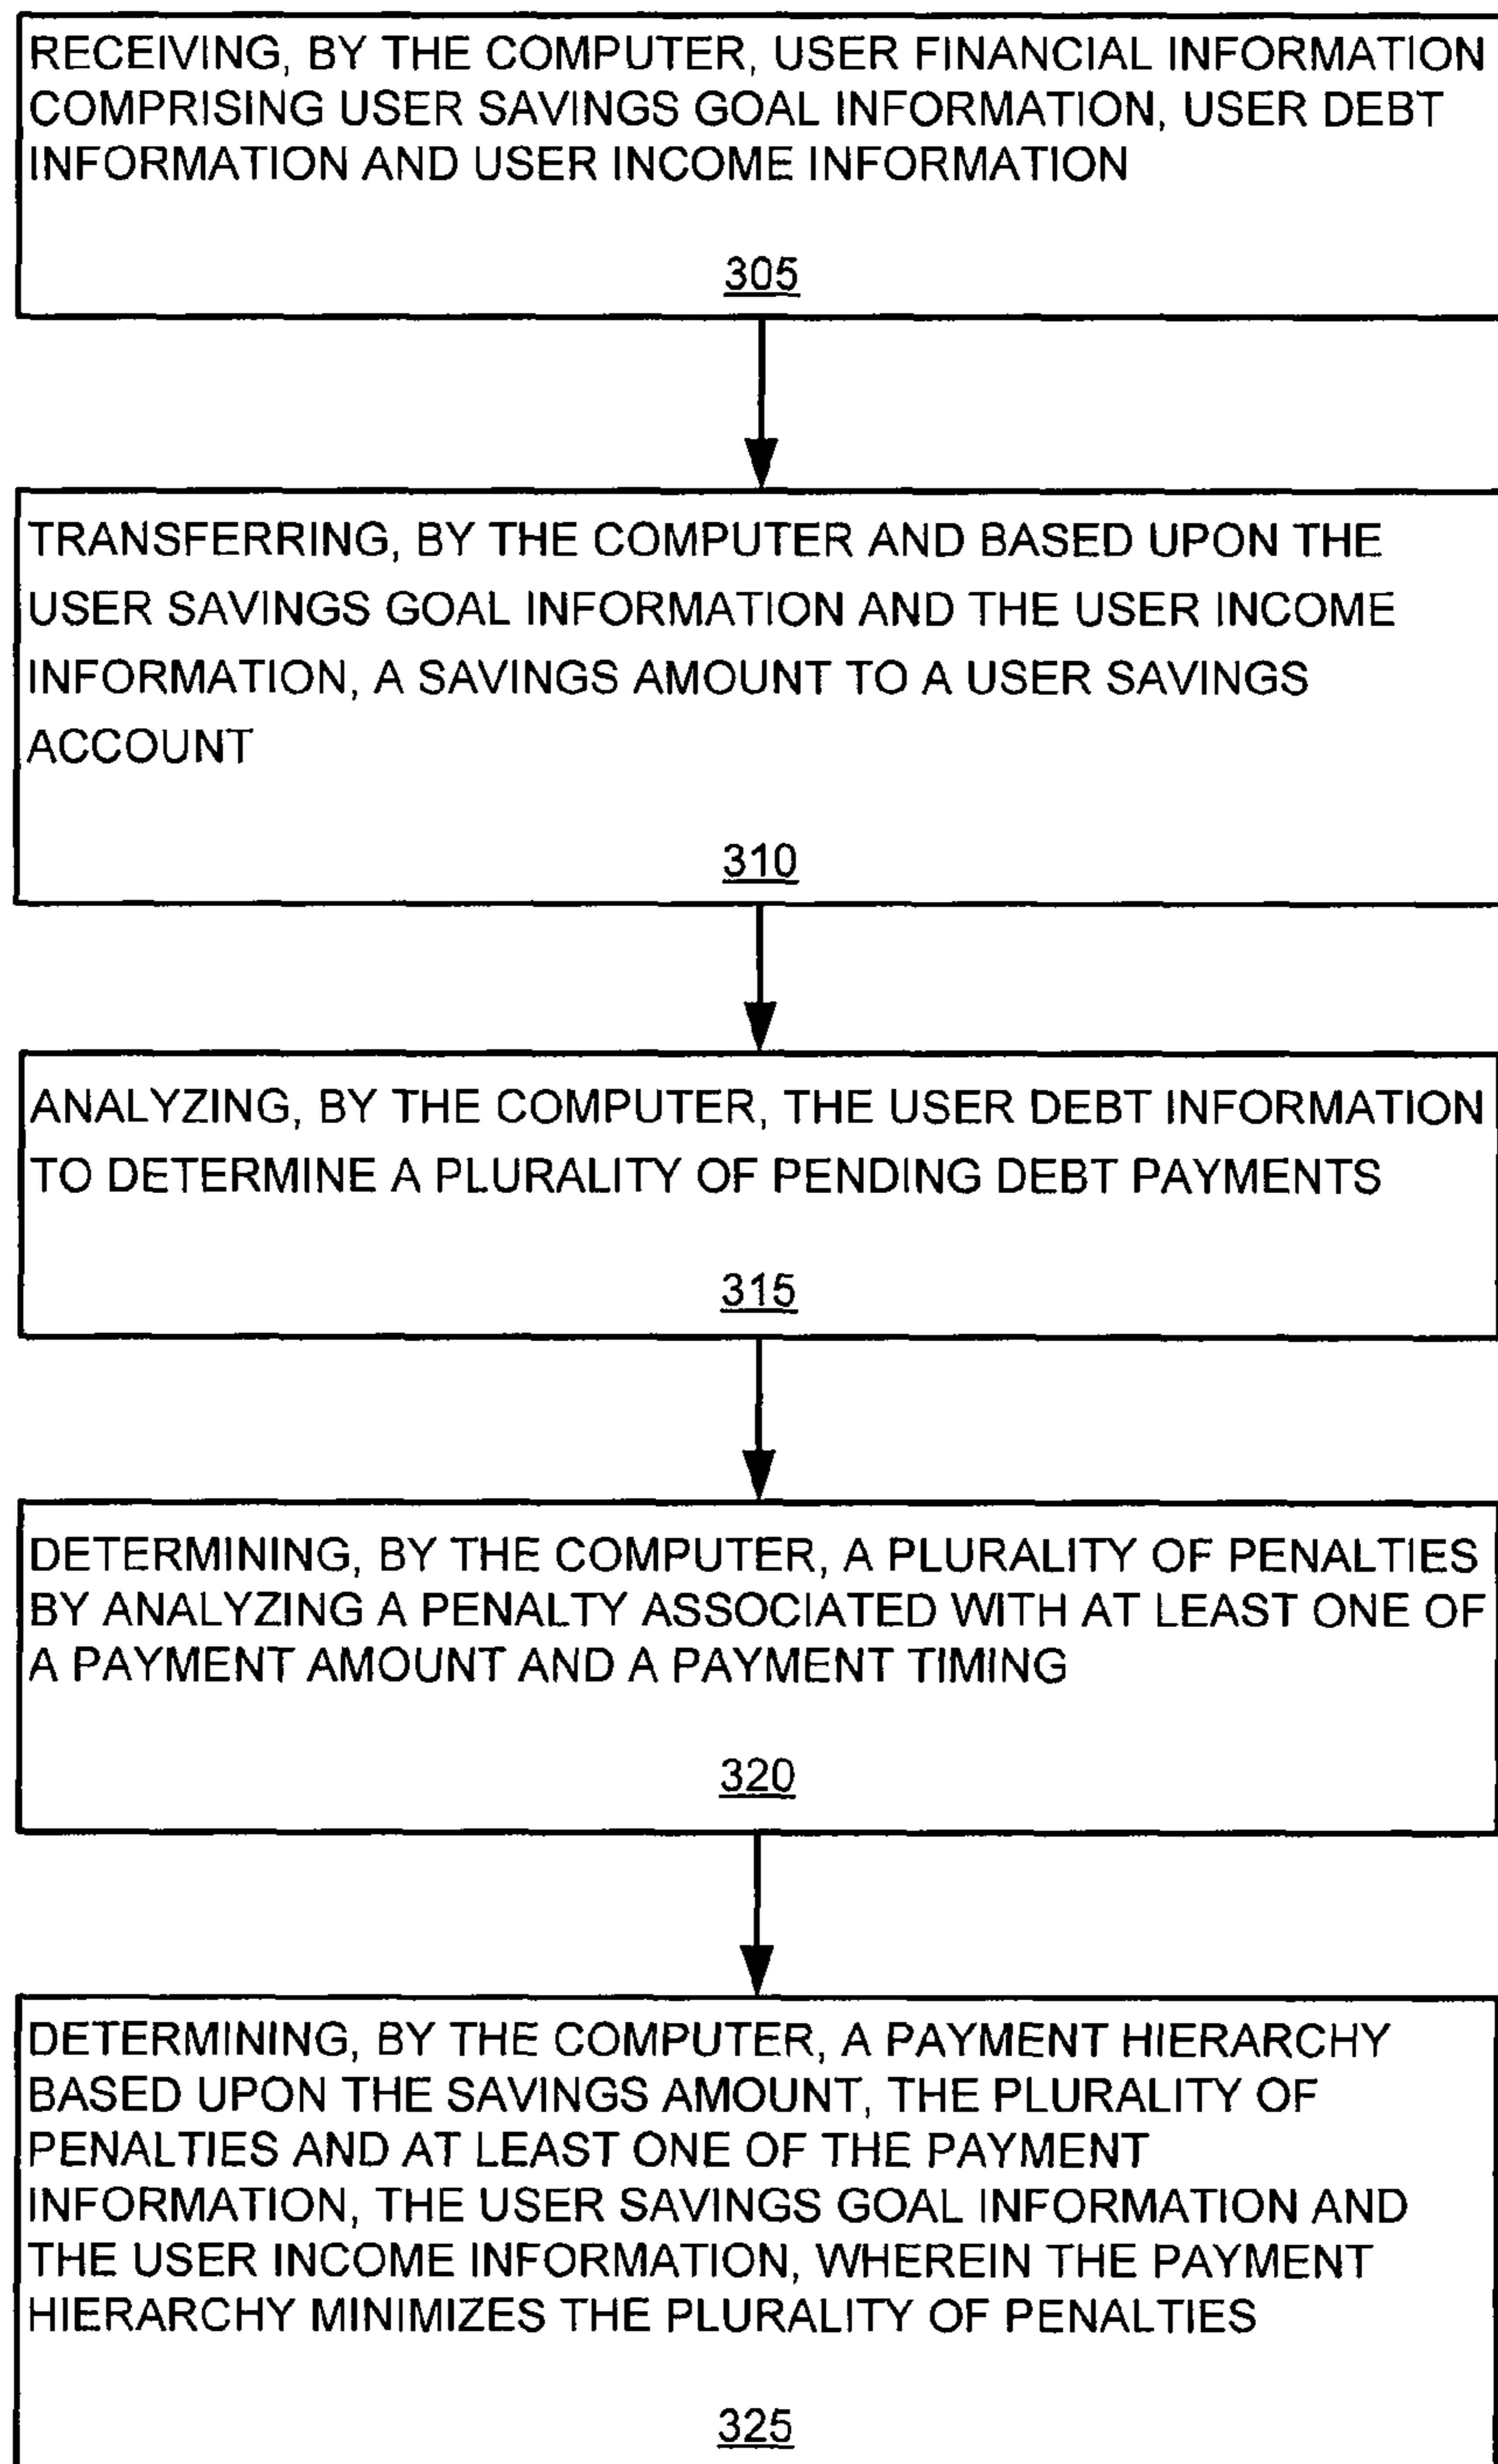 RECEIVING, BY THE COMPUTER, USER FINANCIAL INFORMATION
COMPRISING USER SAVINGS GOAL INFORMATION, USER DEBT
INFORMATION AND USER INCOME INFORMATION
305
TRANSFERRING, BY THE COMPUTER AND BASED UPON THE
USER SAVINGS GOAL INFORMATION AND THE USER INCOME
INFORMATION, A SAVINGS AMOUNT TO A USER SAVINGS
ACCOUNT
310
ANALYZING, BY THE COMPUTER, THE USER DEBT INFORMATION
TO DETERMINE A PLURALITY OF PENDING DEBT PAYMENTS
315
DETERMINING, BY THE COMPUTER, A PLURALITY OF PENALTIES
BY ANALYZING A PENALTY ASSOCIATED WITH AT LEAST ONE OF
A PAYMENT AMOUNT AND A PAYMENT TIMING
320
DETERMINING, BY THE COMPUTER, A PAYMENT HIERARCHY
BASED UPON THE SAVINGS AMOUNT, THE PLURALITY OF
PENALTIES AND AT LEAST ONE OF THE PAYMENT
INFORMATION, THE USER SAVINGS GOAL INFORMATION AND
THE USER INCOME INFORMATION, WHEREIN THE PAYMENT
HIERARCHY MINIMIZES THE PLURALITY OF PENALTIES
325